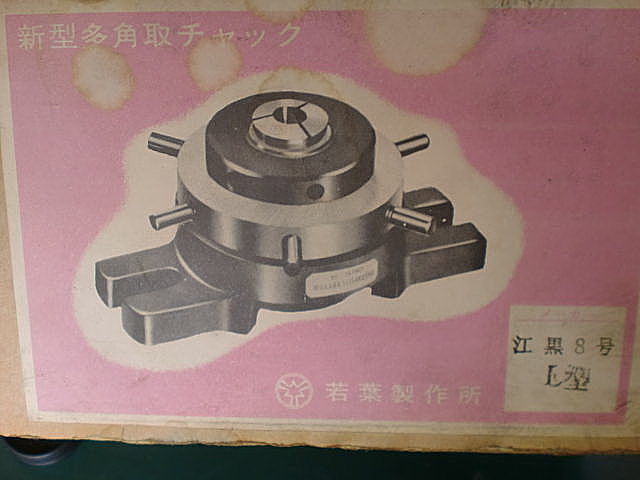 新型多角取チャック
若葉製作所
江黒8号
L型